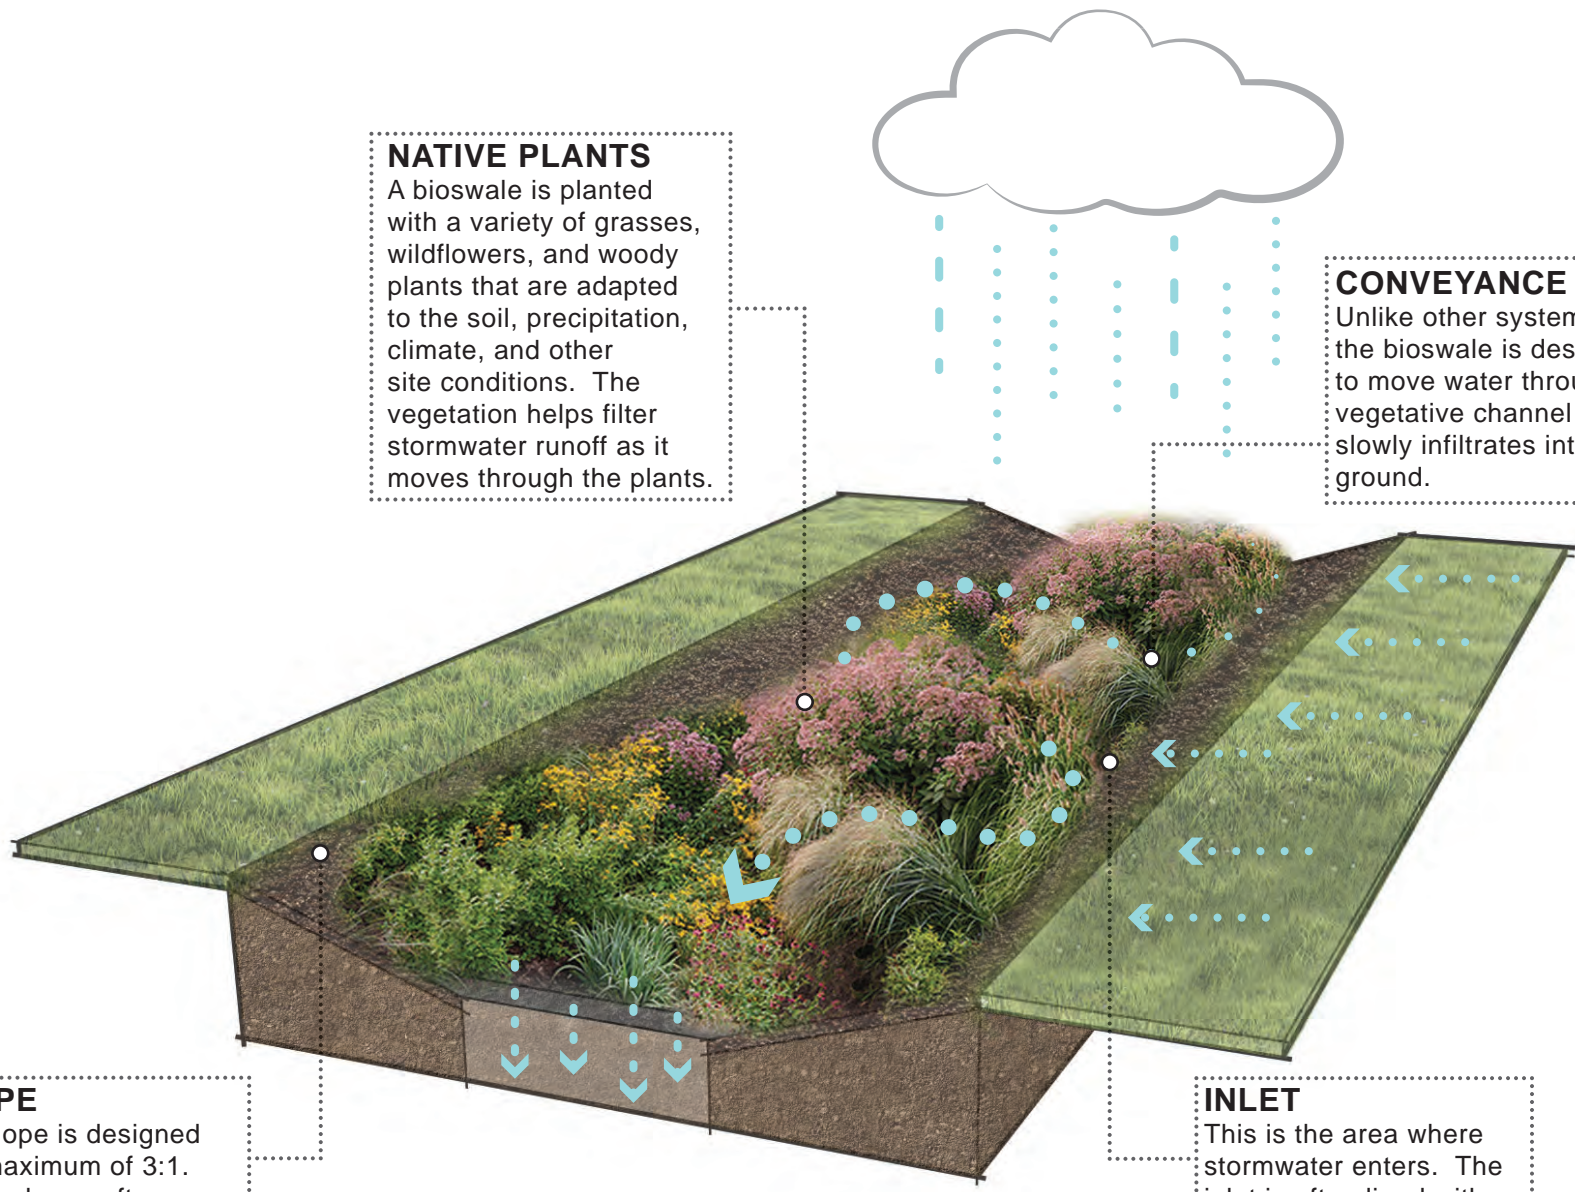 NATIVE PLANTS
A bioswale is planted
with a variety of grasses,
wildflowers, and woody
plants that are adapted
to the soil, precipitation,
climate, and other
site conditions. The
vegetation helps filter
stormwater runoff as it
moves through the plants.
CONVEYANCE
Unlike other system
the bioswale is des
to move water throu
vegetative channel
slowly infiltrates int
ground.
PE
ope is designed
aximum of 3:1.
INLET
This is the area where
stormwater enters. The